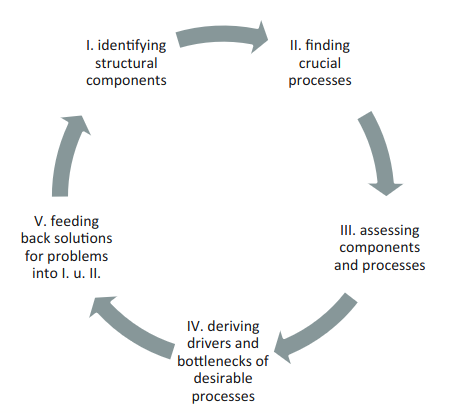 I. identifying
structural
components
II. finding
crucial
processes
III. assessing
components
and processes
IV. deriving
drivers and
bottlenecks of
desirable
processes
V. feeding
back solutions
for problems
into I. u. II.